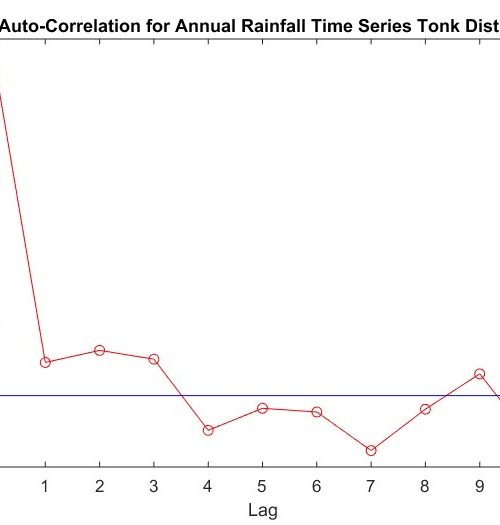 Auto-Correlation for Annual Rainfall Time Series Tonk Dist
1 2 3 4 5 6 7 8 9
Lag